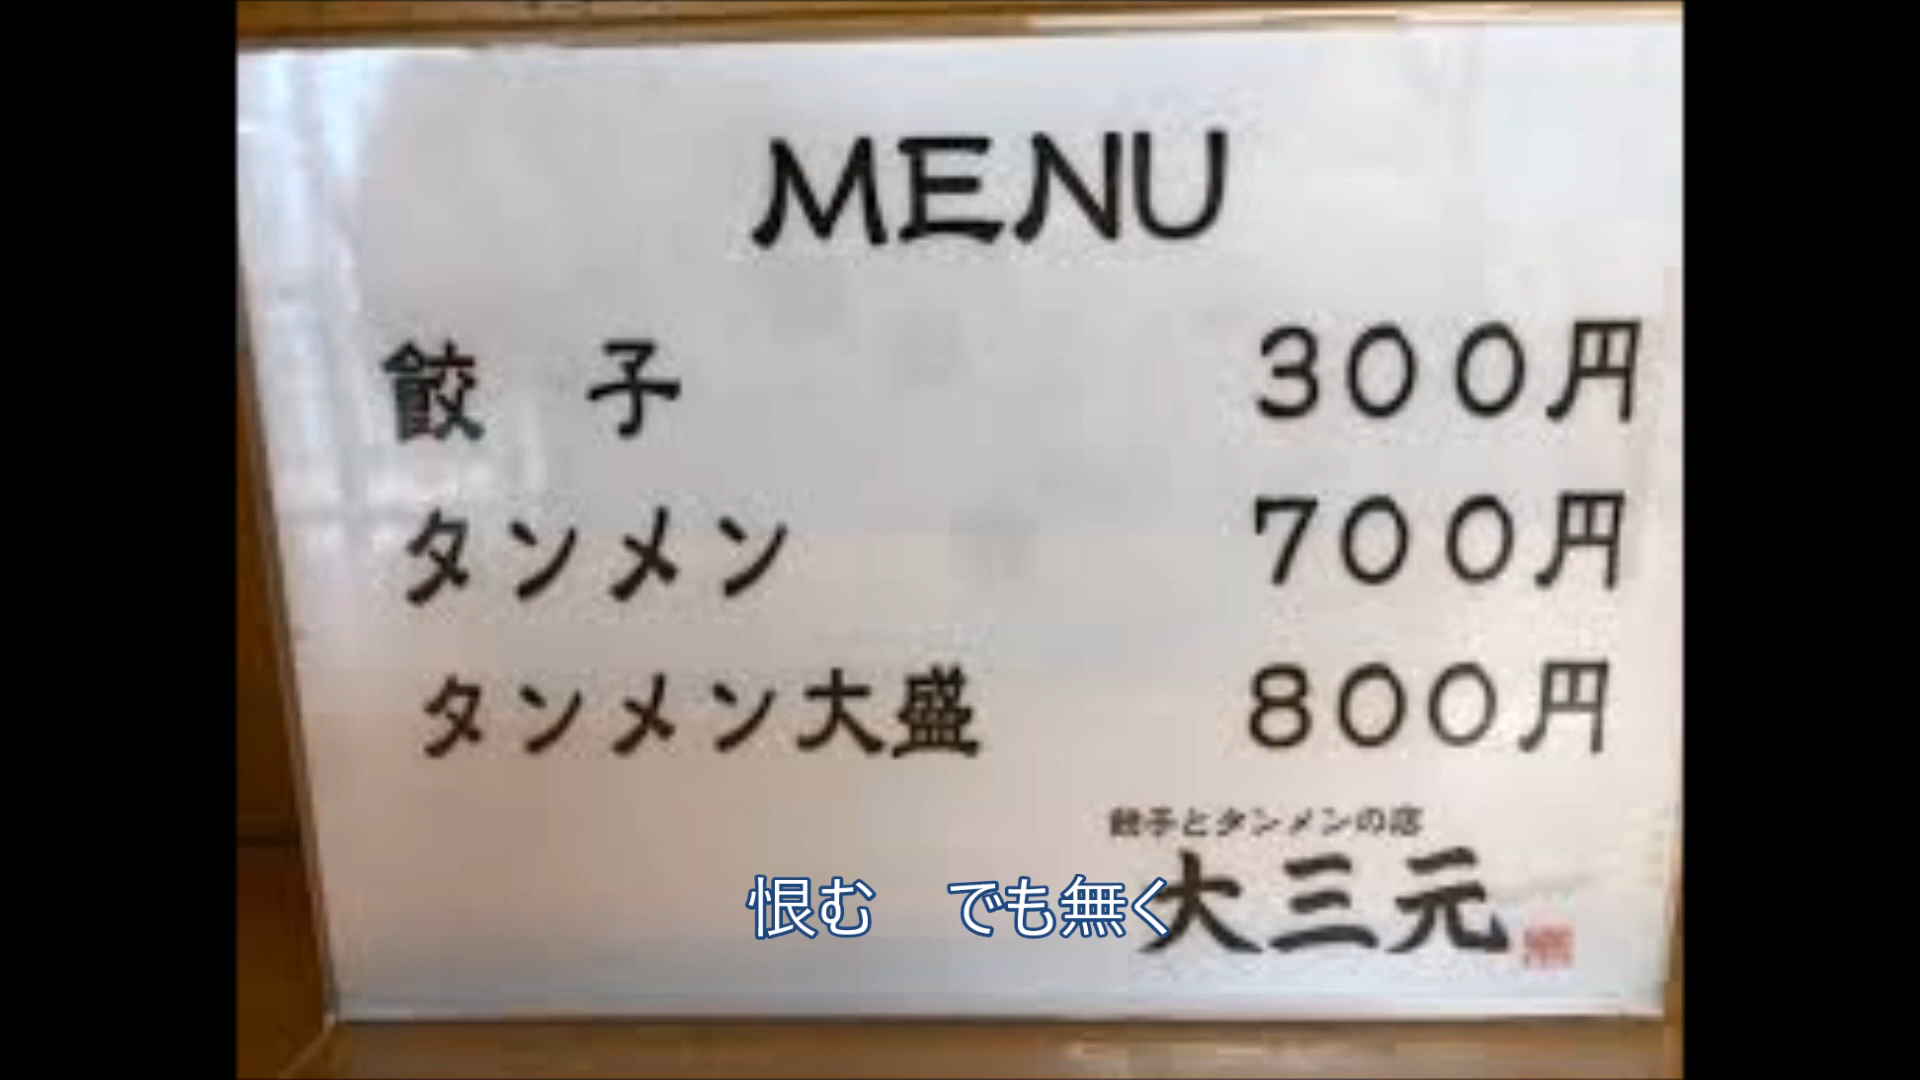 MENU
餃　子　300円
タンメン　700円
タンメン大盛　800円
餃子とタンメンの店
大三元
恨む　でも無く